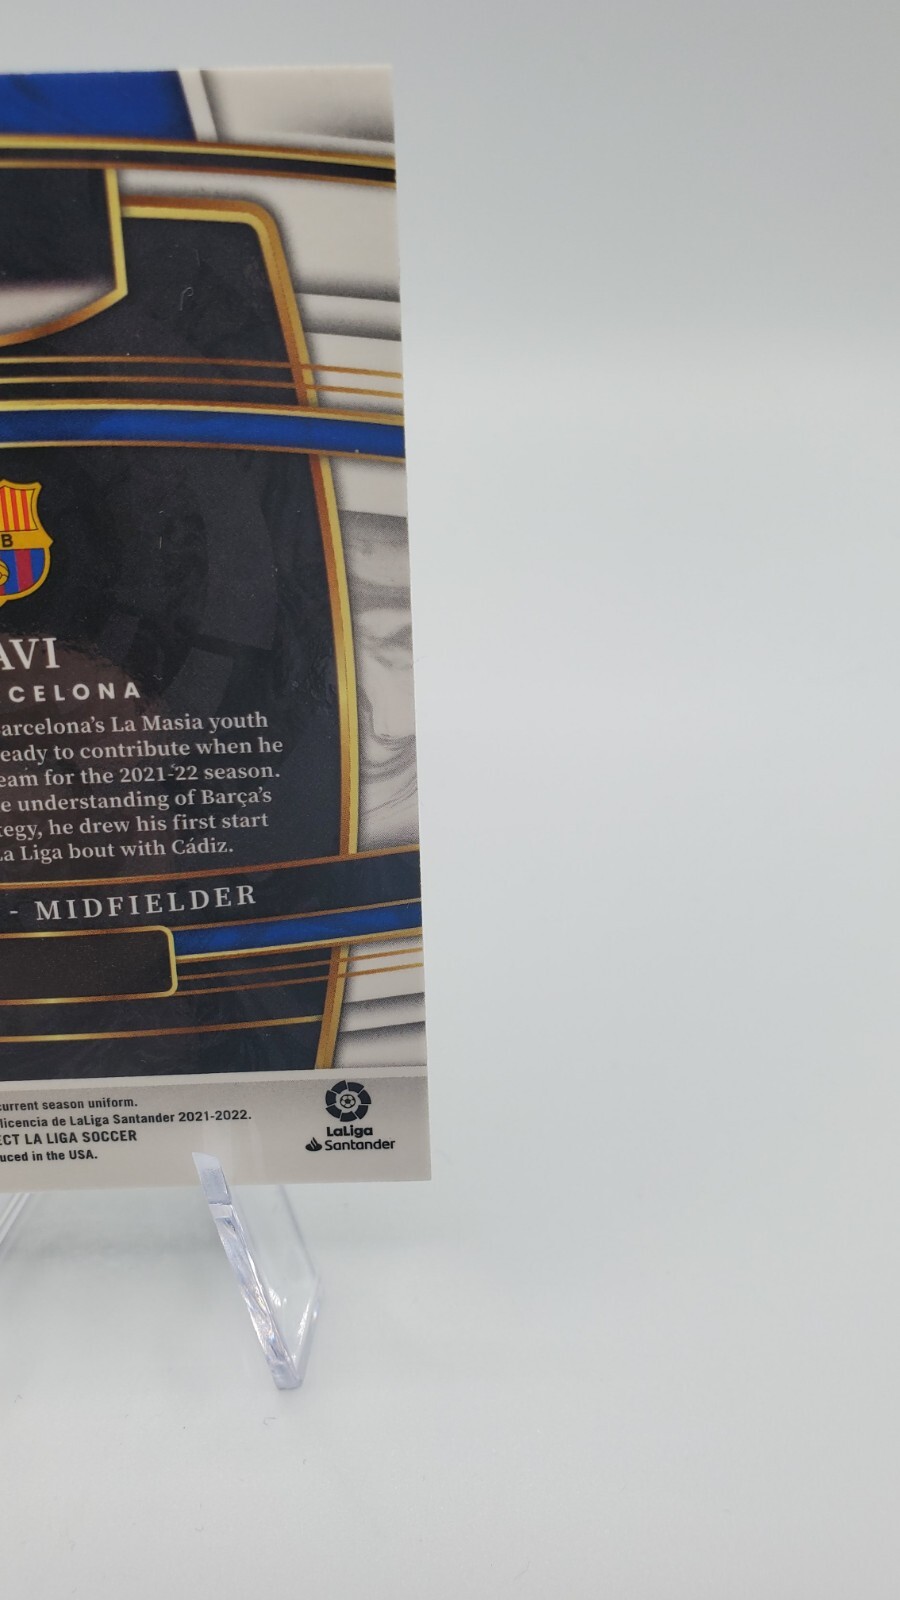 B
AVI
CELONA
arcelona's La Masia youth
eady to contribute when he
eam for the 2021-22 season.
e understanding of Barça's
tegy, he drew his first start
La Liga bout with Cádiz.
- MIDFIELDER
current season uniform.
licencia de LaLiga Santander 2021-2022.
ECT LA LIGA SOCCER
uced in the USA.
LaLiga
Santander